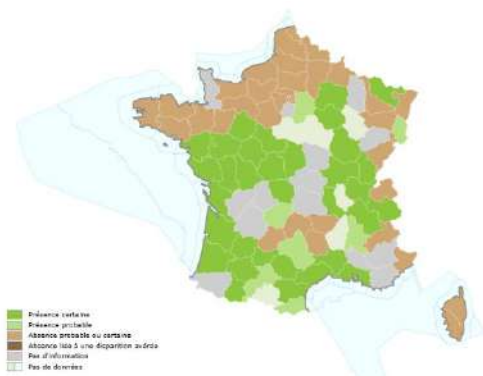 Présence certaine
Présence probable
Absence probable ou certaine
Absence liée à une disparition avérée
Pas d'information
Pas de données